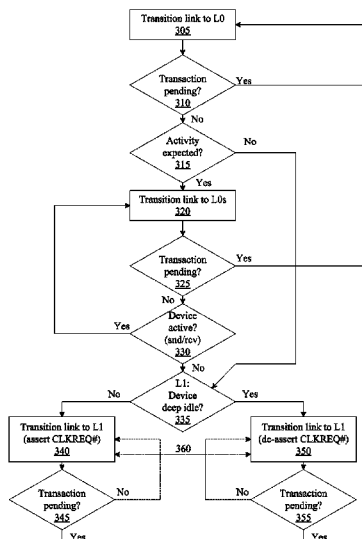 Transition link to L0
305
Transaction
pending?
310
Yes
No
Activity
expected?
315
No
Yes
Transition link to L0s
320
Transaction
pending?
325
Yes
No
Device
active?
(snd/rcv)
330
Yes
No
L1:
Device
deep idle?
335
No
Yes
Transition link to L1
(assert CLKREQ#)
340
360
Transition link to L1
(de-assert CLKREQ#)
350
Transaction
pending?
345
No
Yes
No
Transaction
pending?
355
Yes